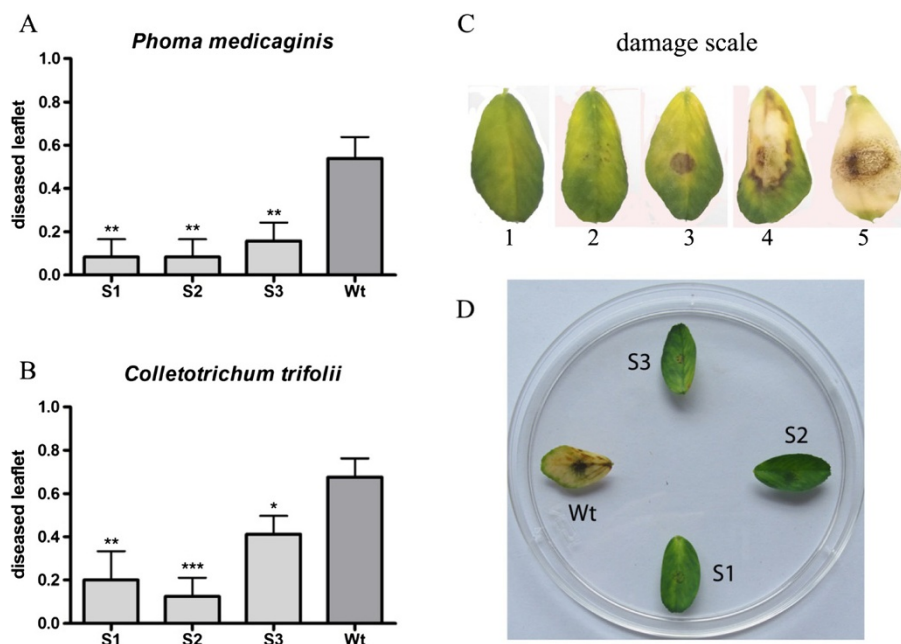 A
Phoma medicaginis
diseased leaflet
1.0
0.8
0.6
0.4
0.2
0.0
** ** **
S1 S2 S3 Wt
B
Colletotrichum trifolii
diseased leaflet
1.0
0.8
0.6
0.4
0.2
0.0
** *** *
S1 S2 S3 Wt
C
damage scale
1 2 3 4 5
D
S3
S2
Wt
S1